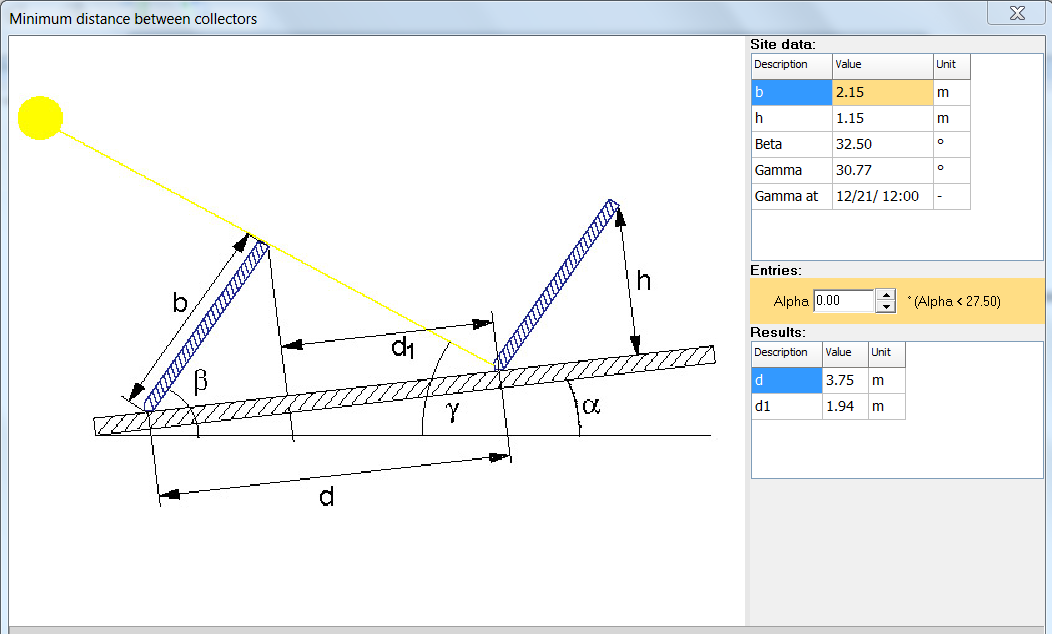 Minimum distance between collectors
b
d1
h
β
γ
α
d
Site data:
Description Value Unit
b 2.15 m
h 1.15 m
Beta 32.50 °
Gamma 30.77 °
Gamma at 12/21/ 12:00 -
Entries:
Alpha 0.00 ° (Alpha < 27.50)
Results:
Description Value Unit
d 3.75 m
d1 1.94 m